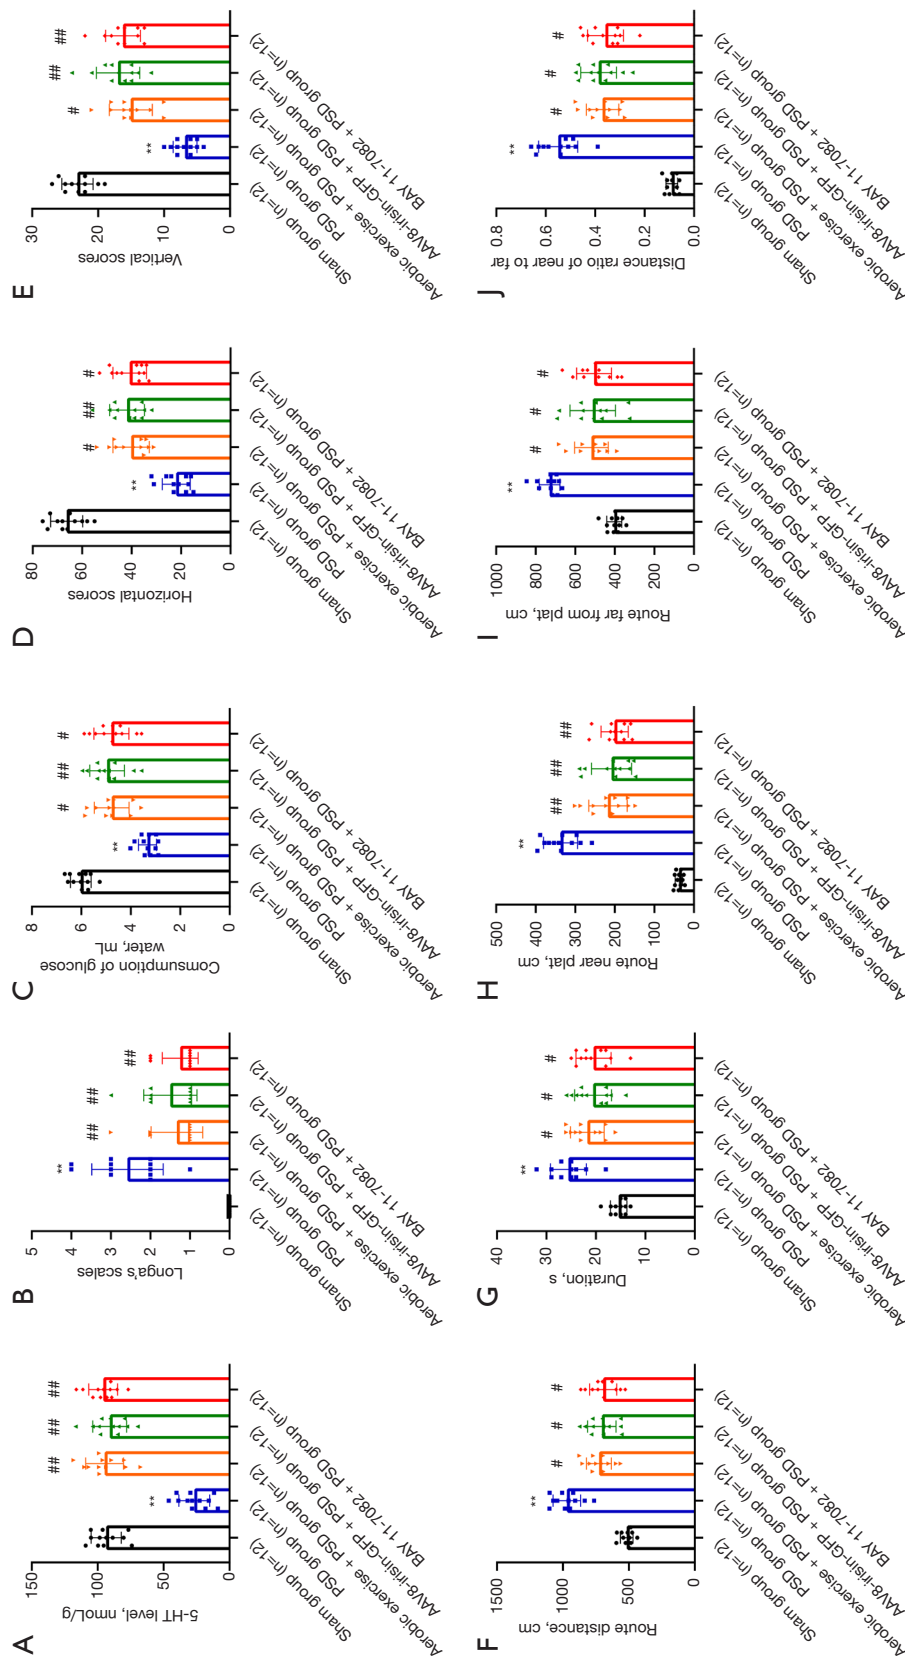 A
5-HT level, nmoL/g
150
100
50
0
**
##
##
##
Sham group (n=12)
PSD group (n=12)
Aerobic exercise + PSD group (n=12)
AAV8-irisin-GFP + PSD group (n=12)
BAY 11-7082 + PSD group (n=12)
B
Longa's scales
5
4
3
2
1
0
**
##
##
##
Sham group (n=12)
PSD group (n=12)
Aerobic exercise + PSD group (n=12)
AAV8-irisin-GFP + PSD group (n=12)
BAY 11-7082 + PSD group (n=12)
C
Comsumption of glucose
water, mL
8
6
4
2
0
**
#
##
#
Sham group (n=12)
PSD group (n=12)
Aerobic exercise + PSD group (n=12)
AAV8-irisin-GFP + PSD group (n=12)
BAY 11-7082 + PSD group (n=12)
D
Horizontal scores
80
60
40
20
0
**
#
##
#
Sham group (n=12)
PSD group (n=12)
Aerobic exercise + PSD group (n=12)
AAV8-irisin-GFP + PSD group (n=12)
BAY 11-7082 + PSD group (n=12)
E
Vertical scores
30
20
10
0
**
#
##
##
Sham group (n=12)
PSD group (n=12)
Aerobic exercise + PSD group (n=12)
AAV8-irisin-GFP + PSD group (n=12)
BAY 11-7082 + PSD group (n=12)
F
Route distance, cm
1500
1000
500
0
**
#
#
#
Sham group (n=12)
PSD group (n=12)
Aerobic exercise + PSD group (n=12)
AAV8-irisin-GFP + PSD group (n=12)
BAY 11-7082 + PSD group (n=12)
G
Duration, s
40
30
20
10
0
**
#
#
#
Sham group (n=12)
PSD group (n=12)
Aerobic exercise + PSD group (n=12)
AAV8-irisin-GFP + PSD group (n=12)
BAY 11-7082 + PSD group (n=12)
H
Route near plat, cm
500
400
300
200
100
0
**
##
##
##
Sham group (n=12)
PSD group (n=12)
Aerobic exercise + PSD group (n=12)
AAV8-irisin-GFP + PSD group (n=12)
BAY 11-7082 + PSD group (n=12)
I
Route far from plat, cm
1000
800
600
400
200
0
**
#
#
#
Sham group (n=12)
PSD group (n=12)
Aerobic exercise + PSD group (n=12)
AAV8-irisin-GFP + PSD group (n=12)
BAY 11-7082 + PSD group (n=12)
J
Distance ratio of near to far
0.8
0.6
0.4
0.2
0.0
**
#
#
#
Sham group (n=12)
PSD group (n=12)
Aerobic exercise + PSD group (n=12)
AAV8-irisin-GFP + PSD group (n=12)
BAY 11-7082 + PSD group (n=12)